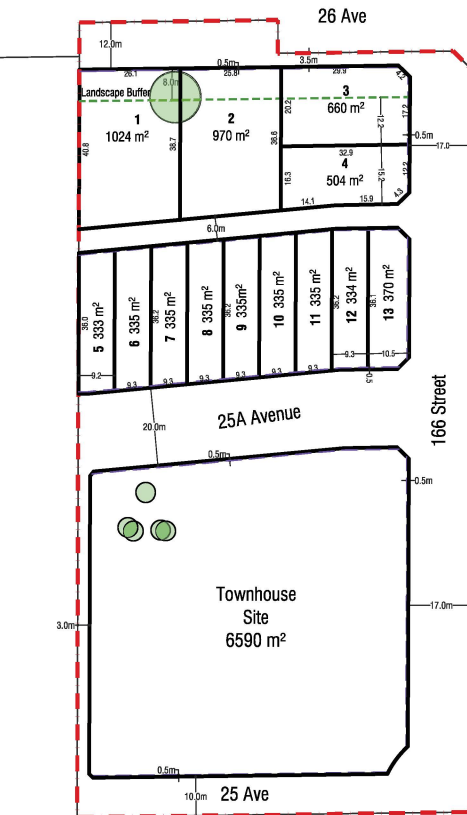 26 Ave
12.0m
0.5m
3.5m
26.1
25.8
29.9
4.2
8.0m
Landscape Buffer
1
1024 m²
2
970 m²
3
660 m²
40.8
38.7
36.6
20.2
12.2
17.2
0.5m
17.0
32.9
4
504 m²
16.3
15.2
12.2
14.1
15.9
4.3
6.0m
36.0
5 333 m²
6 335 m²
36.2
7 335 m²
8 335 m²
36.2
9 335m²
10 335 m²
11 335 m²
36.2
12 334 m²
36.1
13 370 m²
9.2
9.3
9.3
9.3
9.3
9.3
9.3
9.3
10.5
0.5
166 Street
25A Avenue
20.0m
0.5m
0.5m
Townhouse
Site
6590 m²
3.0m
17.0m
0.5m
10.0m
25 Ave